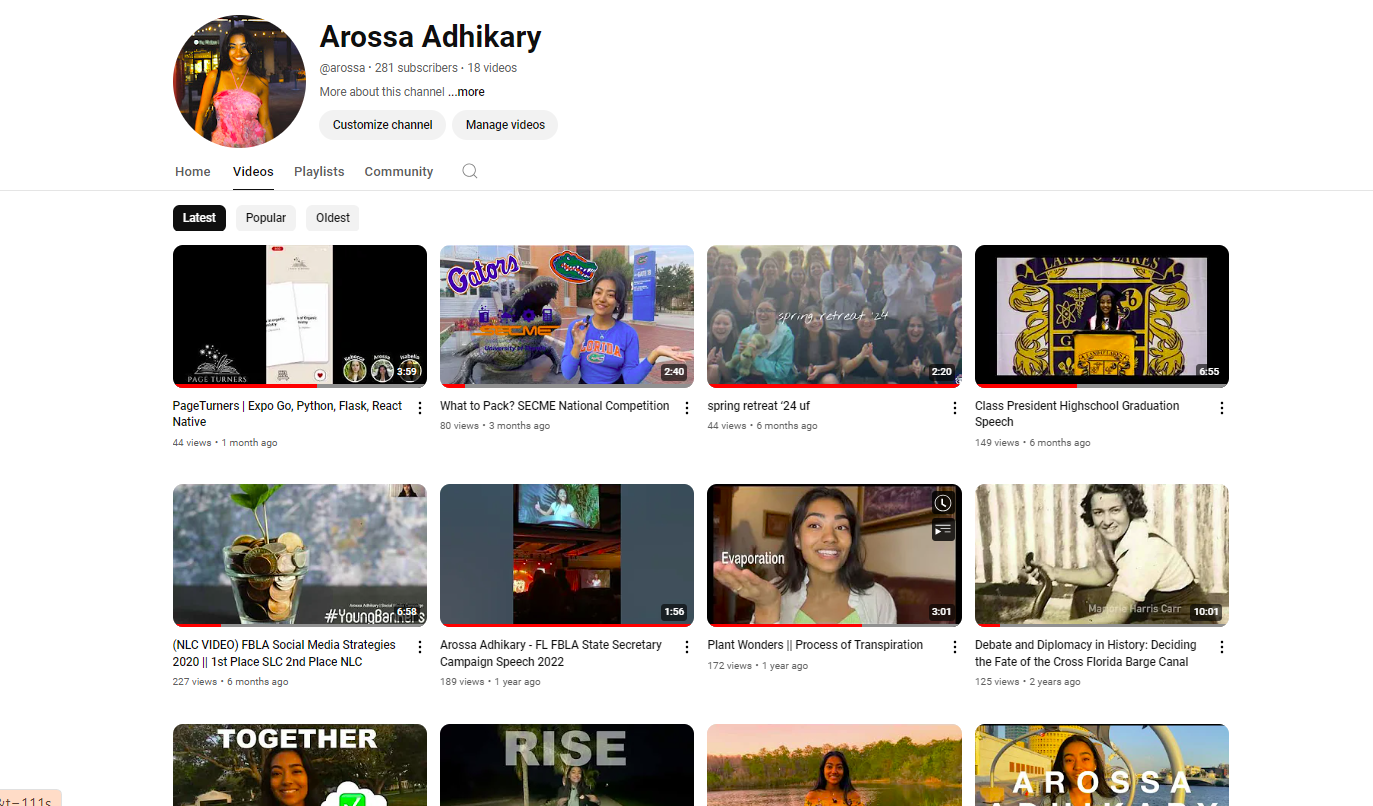 Arossa Adhikary
@arossa • 281 subscribers • 18 videos
More about this channel ...more
Customize channel
Manage videos
Home
Videos
Playlists
Community
Latest
Popular
Oldest
PAGE TURNERS
Rebecca
Arossa
Isabella
3:59
Gators
SECME
FLORIDA
2:40
spring retreat '24
2:20
LAND O' LAKES
6:55
PageTurners | Expo Go, Python, Flask, React
Native
44 views • 1 month ago
What to Pack? SECME National Competition
80 views • 3 months ago
spring retreat '24 uf
44 views • 6 months ago
Class President Highschool Graduation
Speech
149 views • 6 months ago
#YoungBankers
6:58
1:56
Evaporation
3:01
Marjorie Harris Carr
10:01
(NLC VIDEO) FBLA Social Media Strategies
2020 || 1st Place SLC 2nd Place NLC
227 views • 6 months ago
Arossa Adhikary - FL FBLA State Secretary
Campaign Speech 2022
189 views • 1 year ago
Plant Wonders || Process of Transpiration
172 views • 1 year ago
Debate and Diplomacy in History: Deciding
the Fate of the Cross Florida Barge Canal
125 views • 2 years ago
TOGETHER
RISE
AROSSA
ADHIKARY
&t=111s